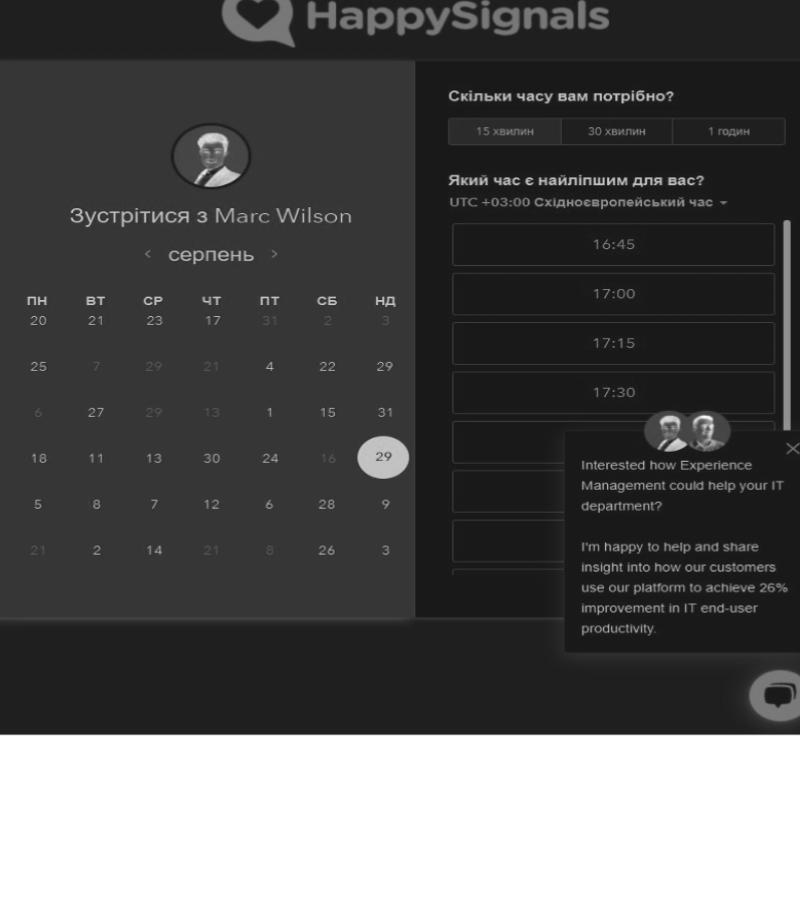 HappySignals
Зустрітися з Marc Wilson
серпень
ПН ВТ СР ЧТ ПТ СБ НД
20 21 23 17 31 2 3
25 7 29 21 4 22 29
6 27 29 13 1 15 31
18 11 13 30 24 16 29
5 8 7 12 6 28 9
21 2 14 21 8 26 3
Скільки часу вам потрібно?
15 хвилин 30 хвилин 1 годин
Який час є найліпшим для вас?
UTC +03:00 Східноєвропейський час
16:45
17:00
17:15
17:30
Interested how Experience
Management could help your IT
department?
I'm happy to help and share
insight into how our customers
use our platform to achieve 26%
improvement in IT end-user
productivity.